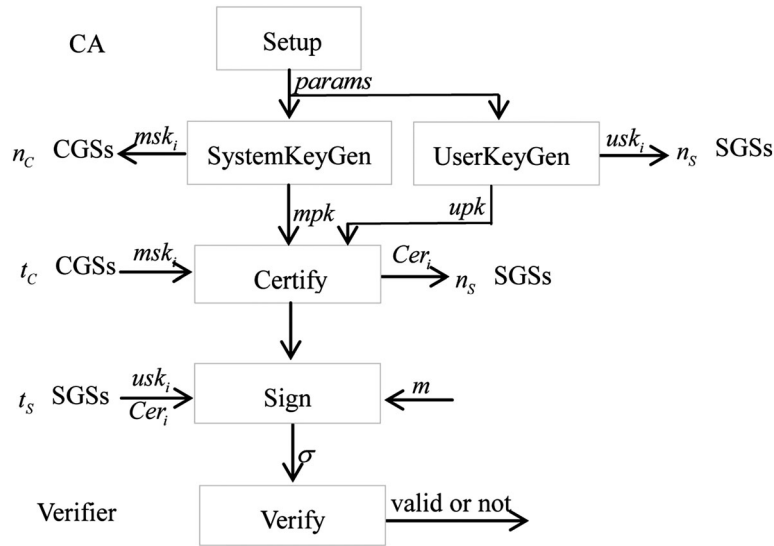 CA
Setup
params
n_C CGSs
msk_i
SystemKeyGen
UserKeyGen
usk_i
n_S SGSs
mpk
upk
t_C CGSs
msk_i
Certify
Cer_i
n_S SGSs
t_S SGSs
usk_i
Cer_i
Sign
m
σ
Verifier
Verify
valid or not